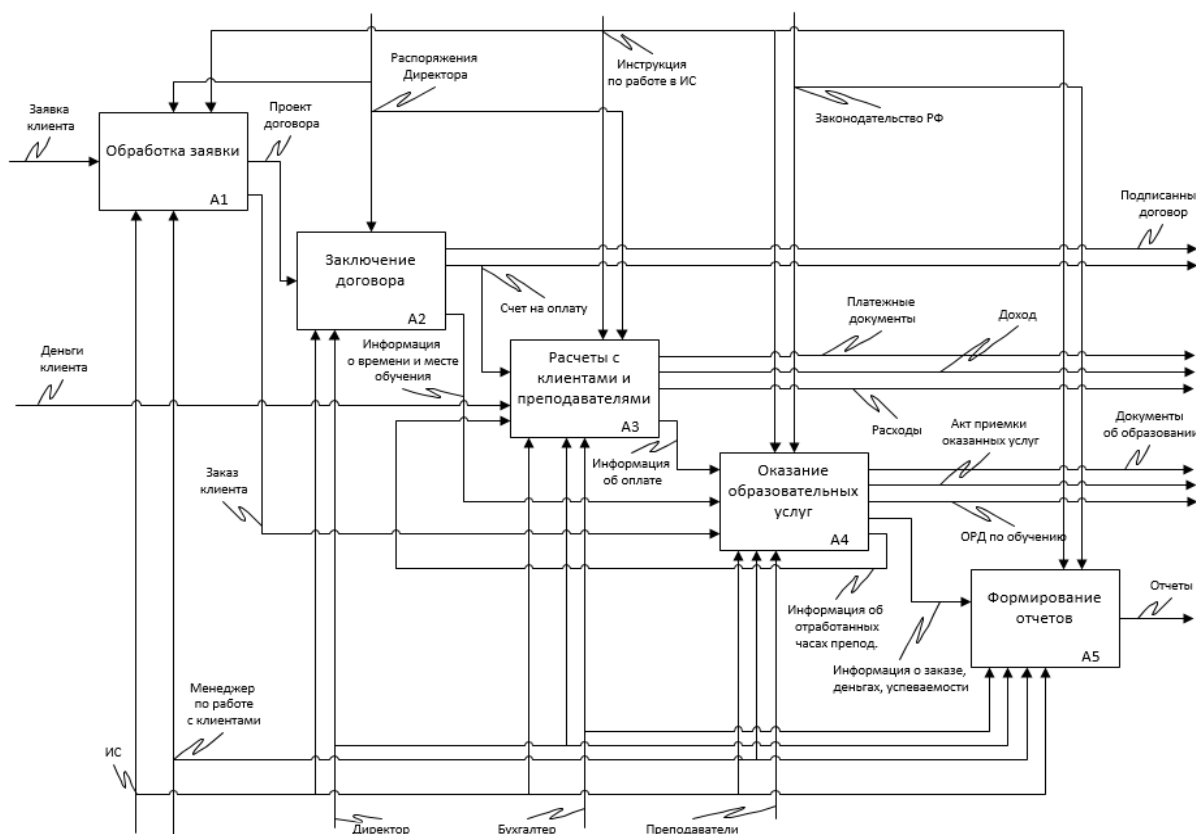 Распоряжения
Директора
Инструкция
по работе в ИС
Законодательство РФ
Заявка
клиента
Проект
договора
Обработка заявки
А1
Подписанны
договор
Заключение
договора
А2
Счет на оплату
Платежные
документы
Доход
Информация
о времени и месте
обучения
Деньги
клиента
Расчеты с
клиентами и
преподавателями
А3
Расходы
Акт приемки
оказанных услуг
Документы
об образовании
Информация
об оплате
Заказ
клиента
Оказание
образовательных
услуг
А4
ОРД по обучению
Информация об
отработанных
часах препод.
Формирование
отчетов
А5
Отчеты
Информация о заказе,
деньгах, успеваемости
Менеджер
по работе
с клиентами
ИС
Директор
Бухгалтер
Преподаватели